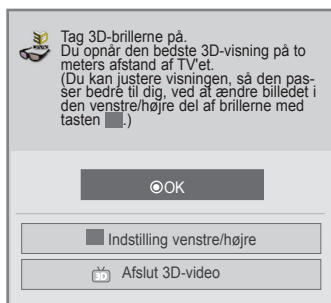 Tag 3D-brillerne på.
Du opnår den bedste 3D-visning på to
meters afstand af TV'et.
(Du kan justere visningen, så den pas-
ser bedre til dig, ved at ændre billedet i
den venstre/højre del af brillerne med
tasten .)
OK
Indstilling venstre/højre
3D Afslut 3D-video